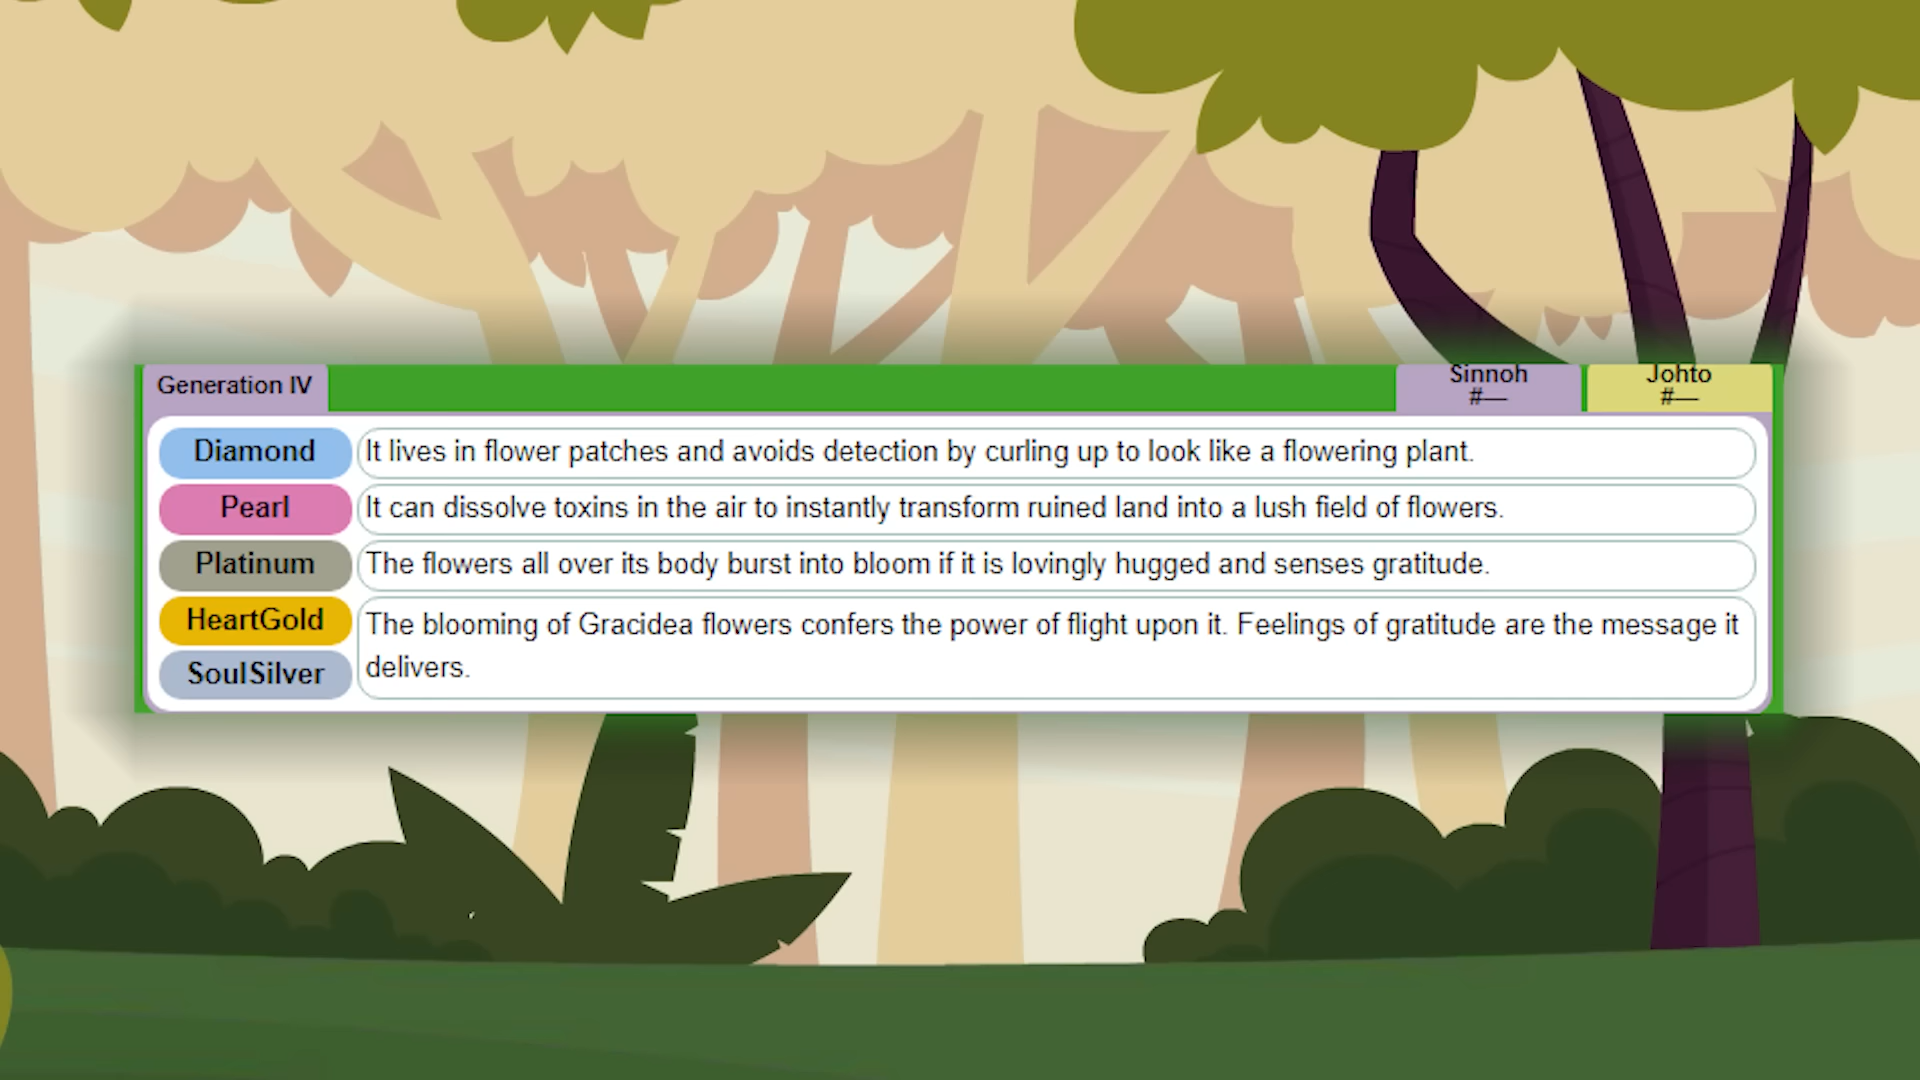 Generation IV
Sinnoh
#—
Johto
#—
Diamond
It lives in flower patches and avoids detection by curling up to look like a flowering plant.
Pearl
It can dissolve toxins in the air to instantly transform ruined land into a lush field of flowers.
Platinum
The flowers all over its body burst into bloom if it is lovingly hugged and senses gratitude.
HeartGold
SoulSilver
The blooming of Gracidea flowers confers the power of flight upon it. Feelings of gratitude are the message it
delivers.